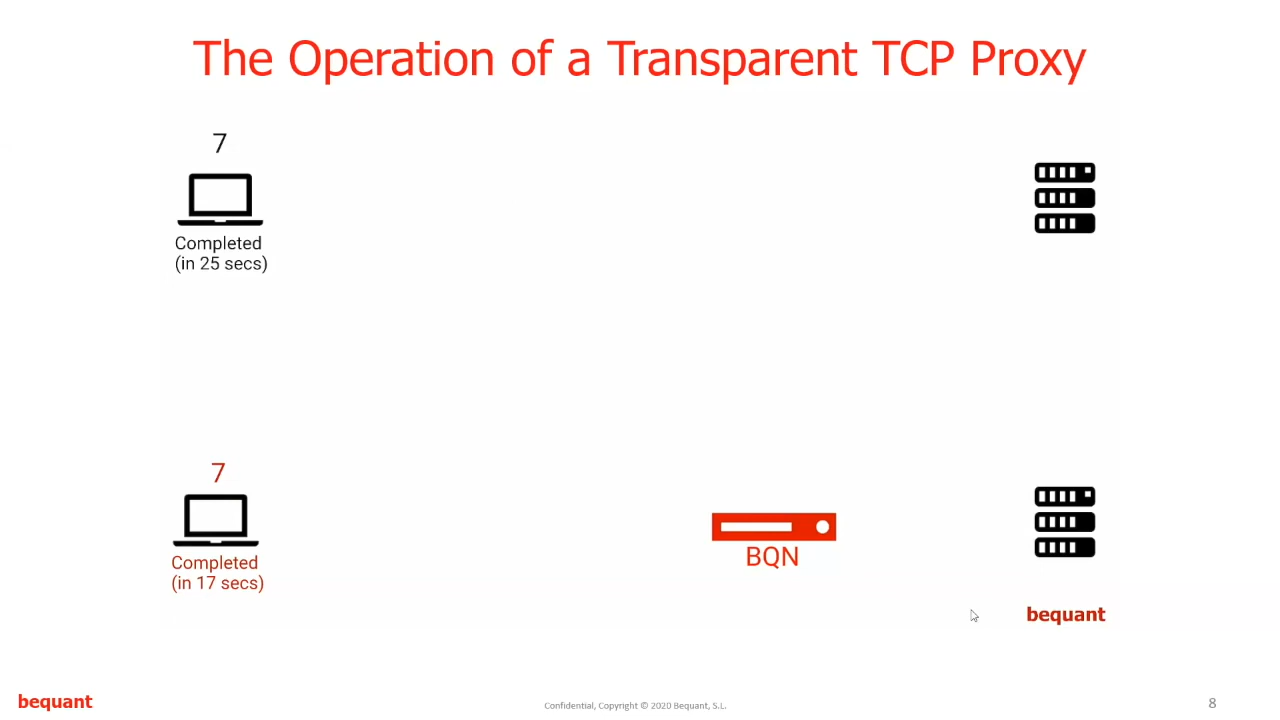 The Operation of a Transparent TCP Proxy
7
Completed
(in 25 secs)
7
Completed
(in 17 secs)
BQN
bequant
bequant
Confidential, Copyright © 2020 Bequant, S.L.
8